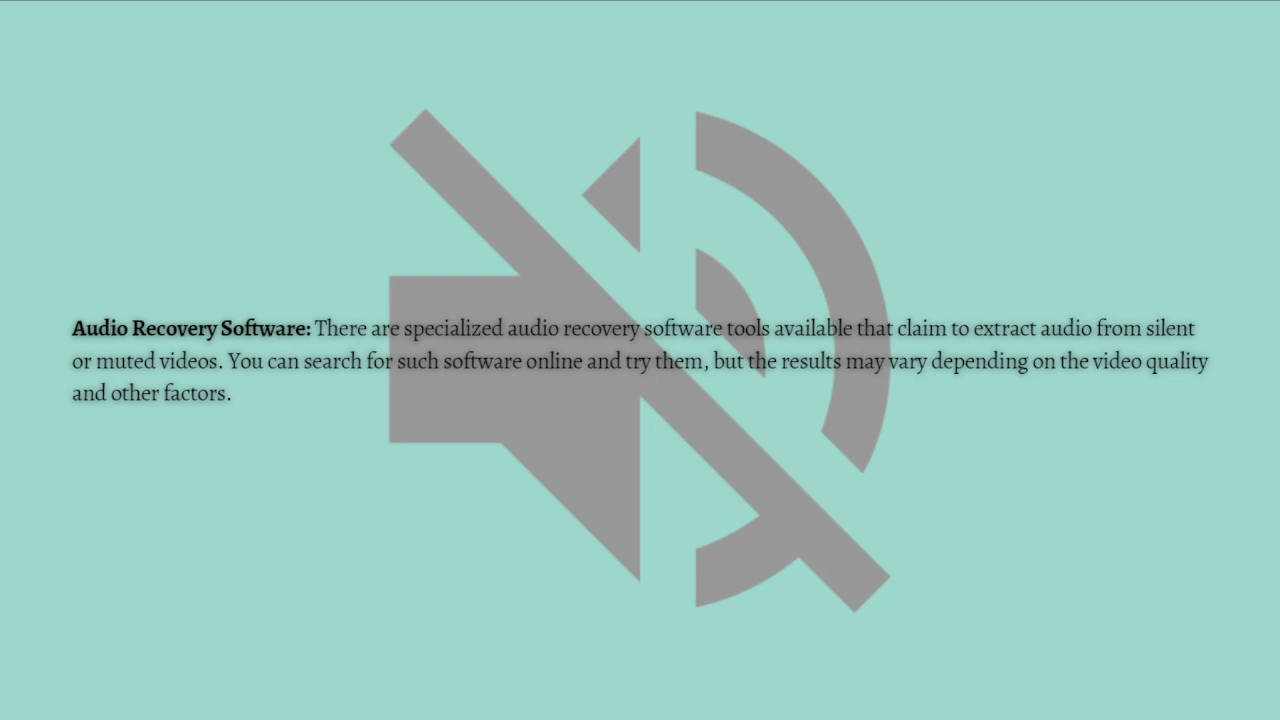 Audio Recovery Software: There are specialized audio recovery software tools available that claim to extract audio from silent
or muted videos. You can search for such software online and try them, but the results may vary depending on the video quality
and other factors.